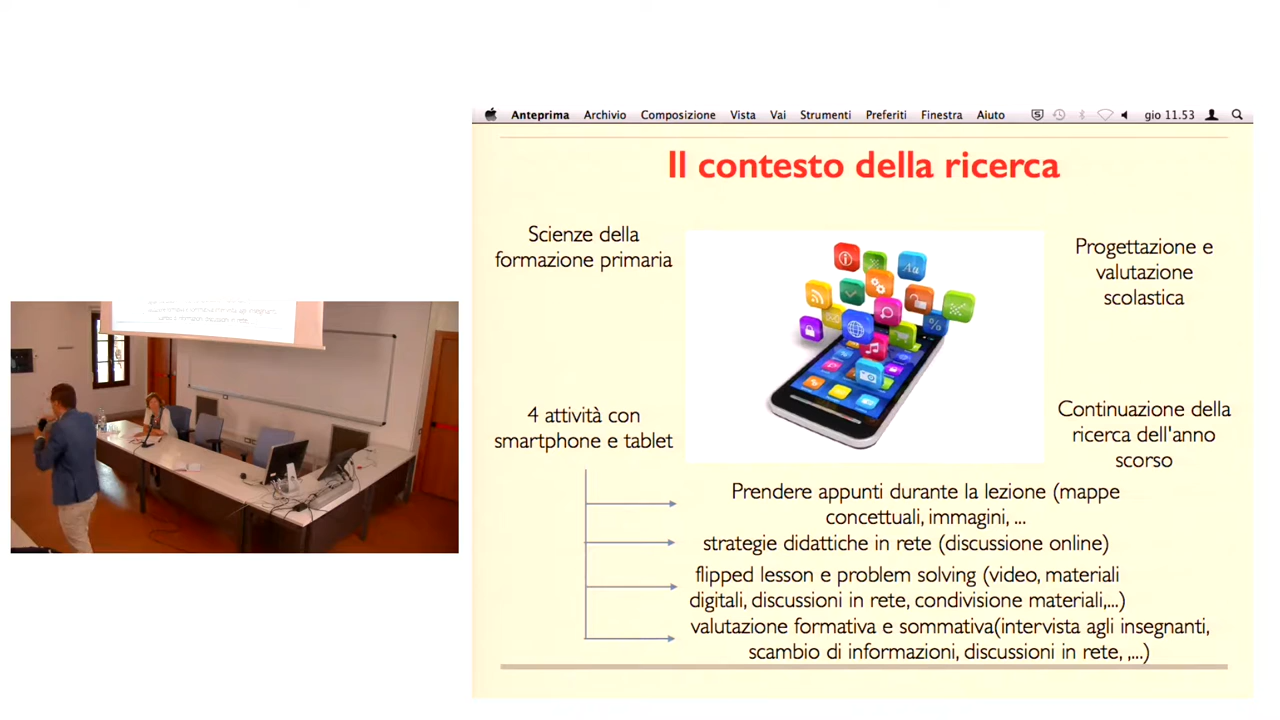 Anteprima Archivio Composizione Vista Vai Strumenti Preferiti Finestra Aiuto gio 11.53
Il contesto della ricerca
Scienze della
formazione primaria
Progettazione e
valutazione
scolastica
4 attività con
smartphone e tablet
Continuazione della
ricerca dell'anno
scorso
Prendere appunti durante la lezione (mappe
concettuali, immagini, ...
strategie didattiche in rete (discussione online)
flipped lesson e problem solving (video, materiali
digitali, discussioni in rete, condivisione materiali,...)
valutazione formativa e sommativa(intervista agli insegnanti,
scambio di informazioni, discussioni in rete, ,...)